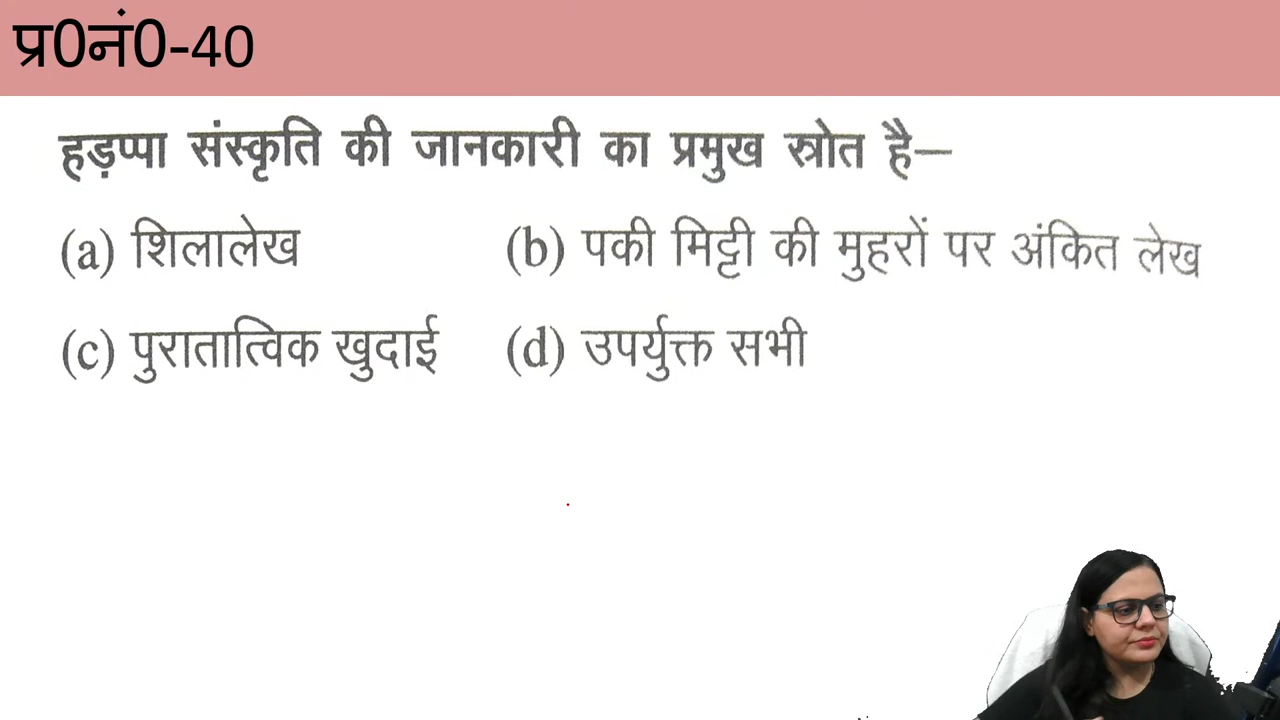 प्र0नं0-40
हड़प्पा संस्कृति की जानकारी का प्रमुख स्त्रोत है–
(a) शिलालेख (b) पकी मिट्टी की मुहरों पर अंकित लेख
(c) पुरातात्विक खुदाई (d) उपर्युक्त सभी